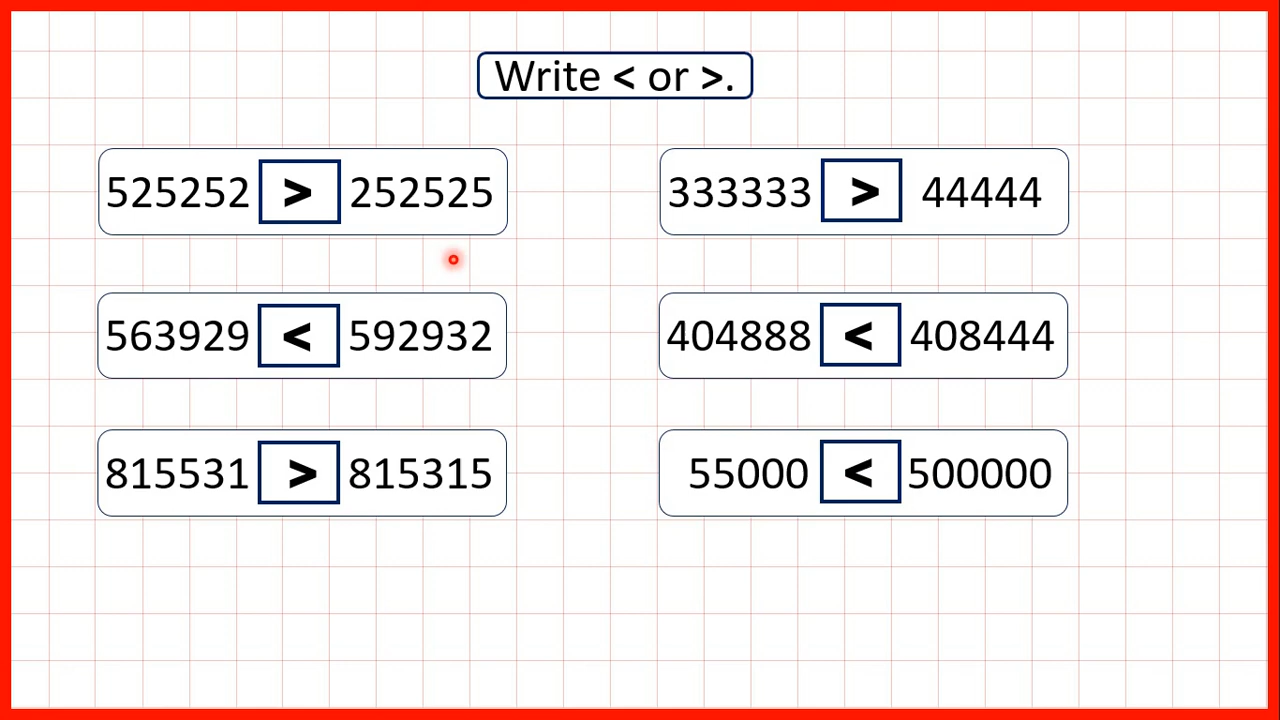 Write < or >.
525252 > 252525
333333 > 44444
563929 < 592932
404888 < 408444
815531 > 815315
55000 < 500000